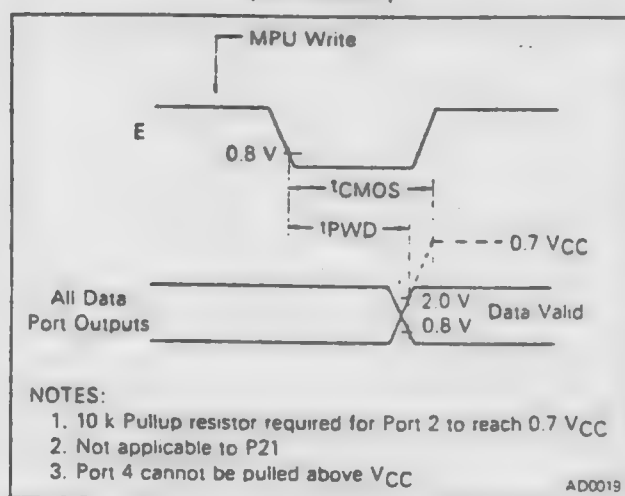 MPU Write
E
0.8 V
tCMOS
tPWD
0.7 VCC
All Data
Port Outputs
2.0 V
0.8 V
Data Valid
NOTES:
1. 10 k Pullup resistor required for Port 2 to reach 0.7 VCC
2. Not applicable to P21
3. Port 4 cannot be pulled above VCC
AD0019